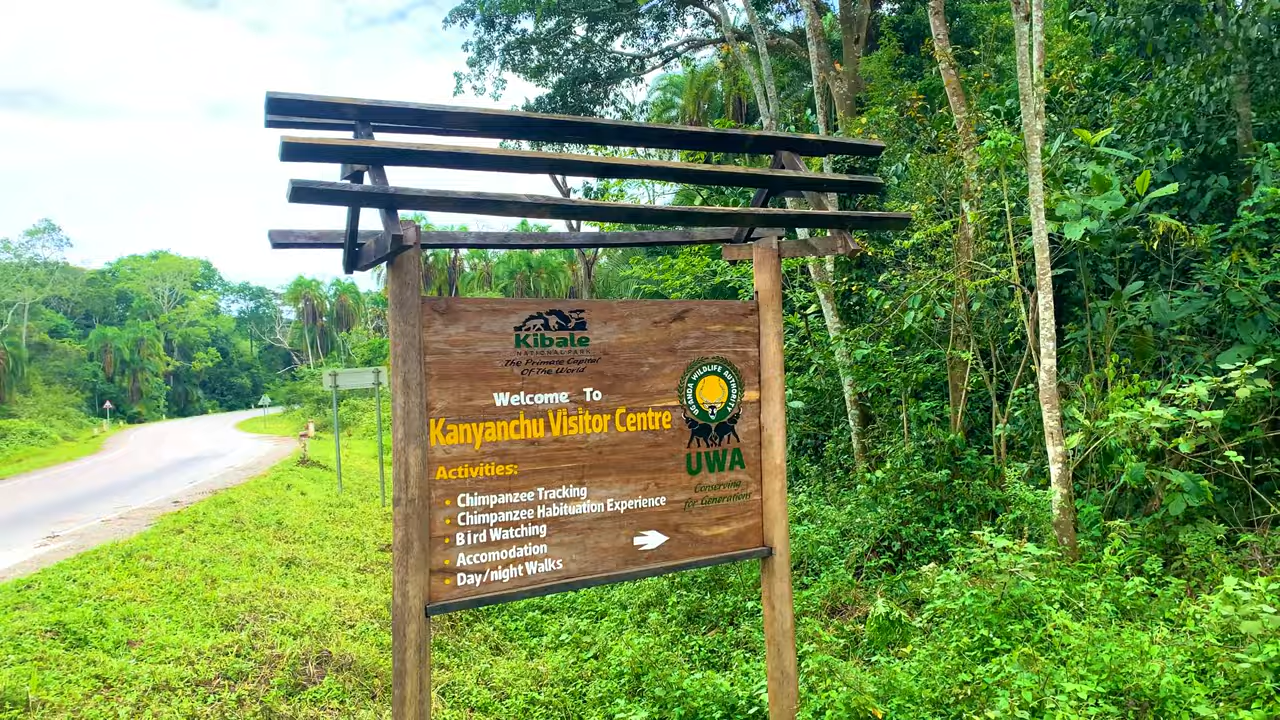 Kibale
NATIONAL PARK
The Primate Capital
Of The World
Welcome To
Kanyanchu Visitor Centre
Activities:
• Chimpanzee Tracking
• Chimpanzee Habituation Experience
• Bird Watching
• Accomodation
• Day/night Walks
UGANDA WILDLIFE AUTHORITY
UWA
Conserving
for Generations